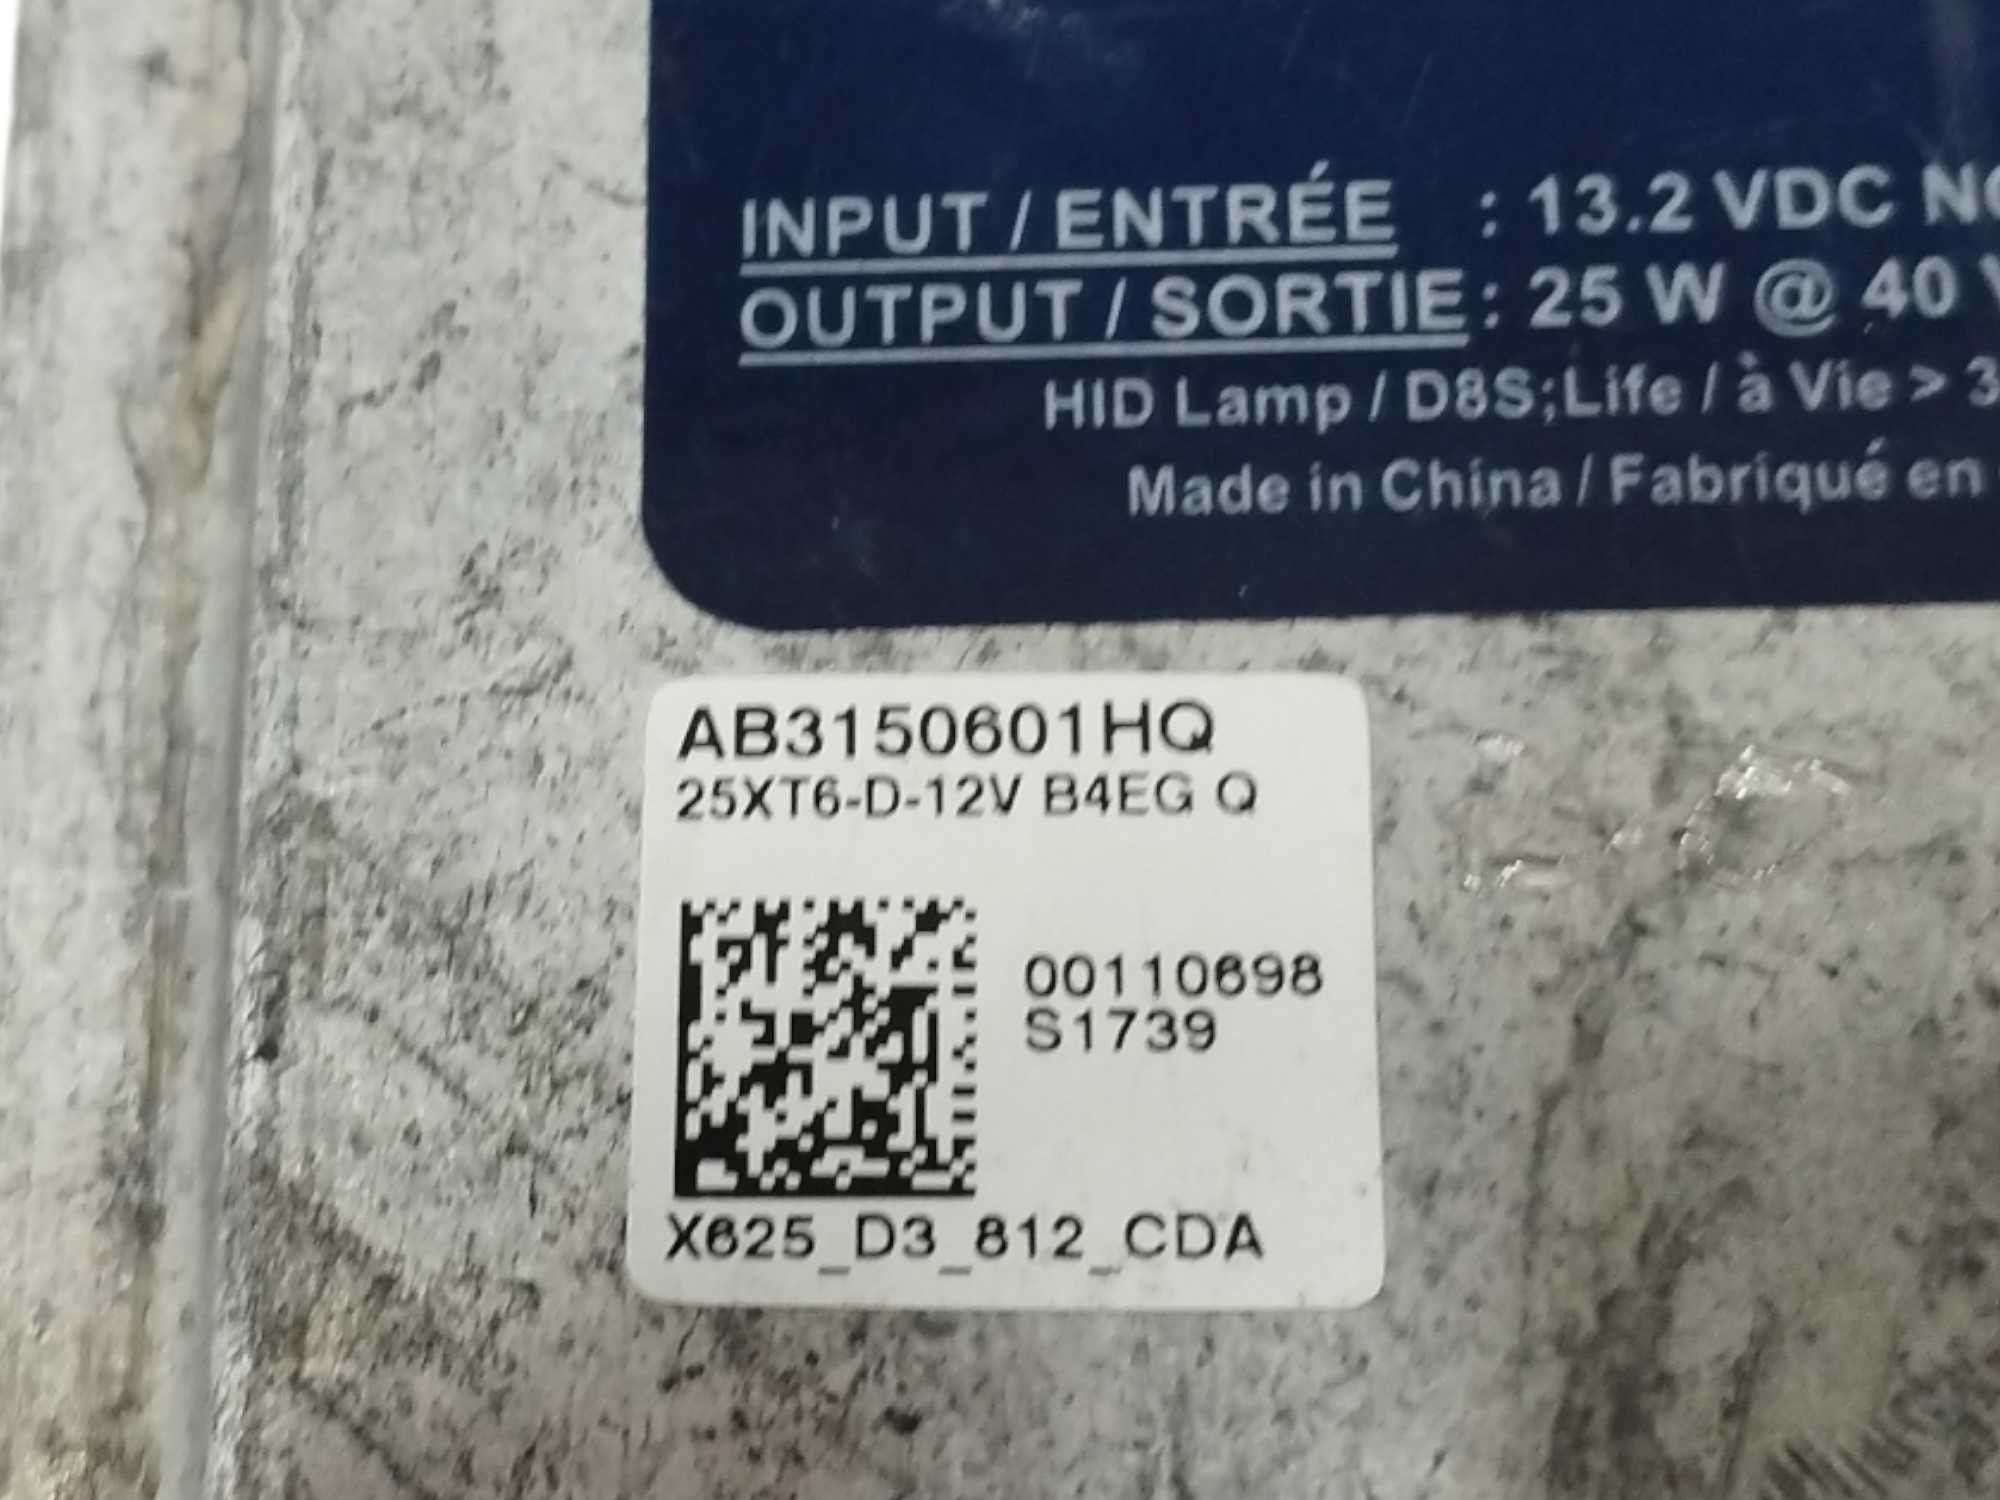 INPUT / ENTRÉE : 13.2 VDC
OUTPUT / SORTIE : 25 W @ 40
HID Lamp / D8S;Life / à Vie > 3
Made in China / Fabriqué en
AB3150601HQ
25XT6-D-12V B4EG Q
00110698
S1739
X625_D3_812_CDA